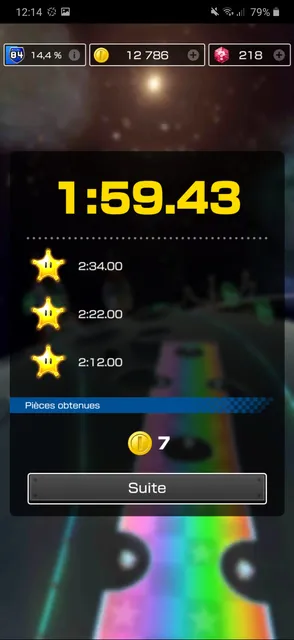 12:14 79%
84 14,4 % i 12 786 + 218 +
1:59.43
2:34.00
2:22.00
2:12.00
Pièces obtenues
7
Suite